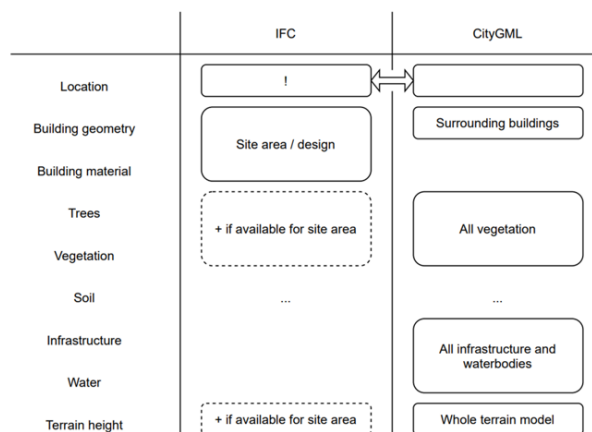 IFC CityGML
Location !
Building geometry Surrounding buildings
Site area / design
Building material
Trees
+ if available for site area All vegetation
Vegetation
Soil ... ...
Infrastructure
All infrastructure and
waterbodies
Water
Terrain height + if available for site area Whole terrain model